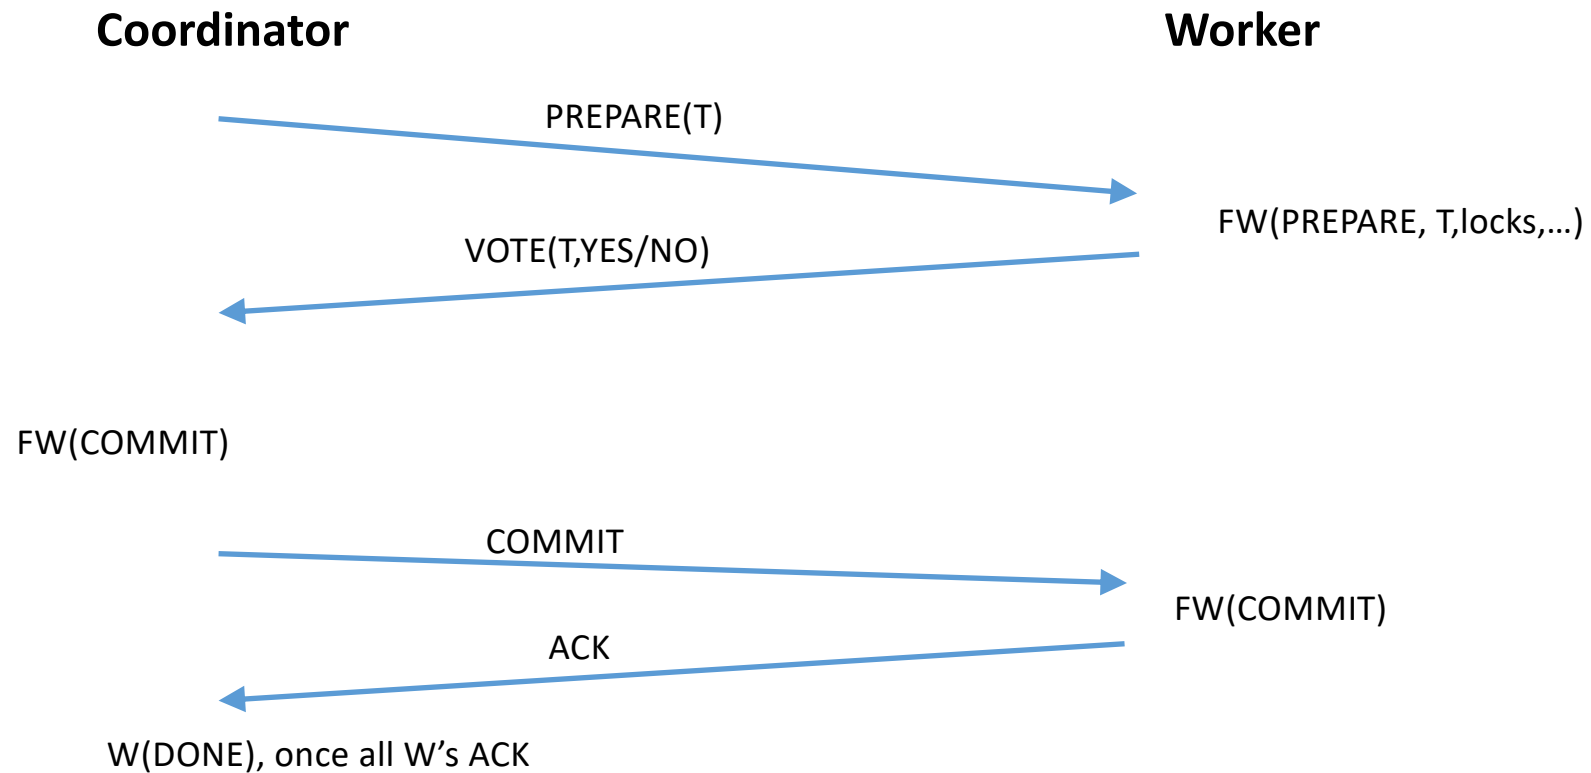 Coordinator
Worker
PREPARE(T)
FW(PREPARE, T,locks,…)
VOTE(T,YES/NO)
FW(COMMIT)
COMMIT
FW(COMMIT)
ACK
W(DONE), once all W’s ACK